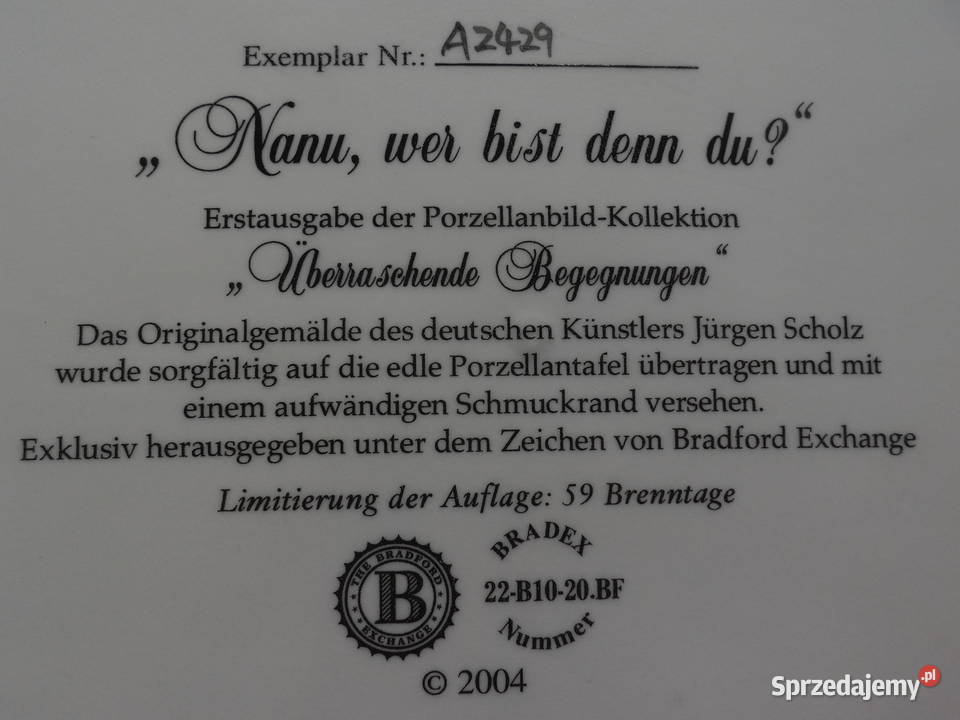 Exemplar Nr.: A2429
„Nanu, wer bist denn du?“
Erstausgabe der Porzellanbild-Kollektion
„Überraschende Begegnungen“
Das Originalgemälde des deutschen Künstlers Jürgen Scholz
wurde sorgfältig auf die edle Porzellantafel übertragen und mit
einem aufwändigen Schmuckrand versehen.
Exklusiv herausgegeben unter dem Zeichen von Bradford Exchange
Limitierung der Auflage: 59 Brenntage
THE BRADFORD
B
EXCHANGE
BRADEX
22-B10-20.BF
Nummer
© 2004
Sprzedajemy.pl